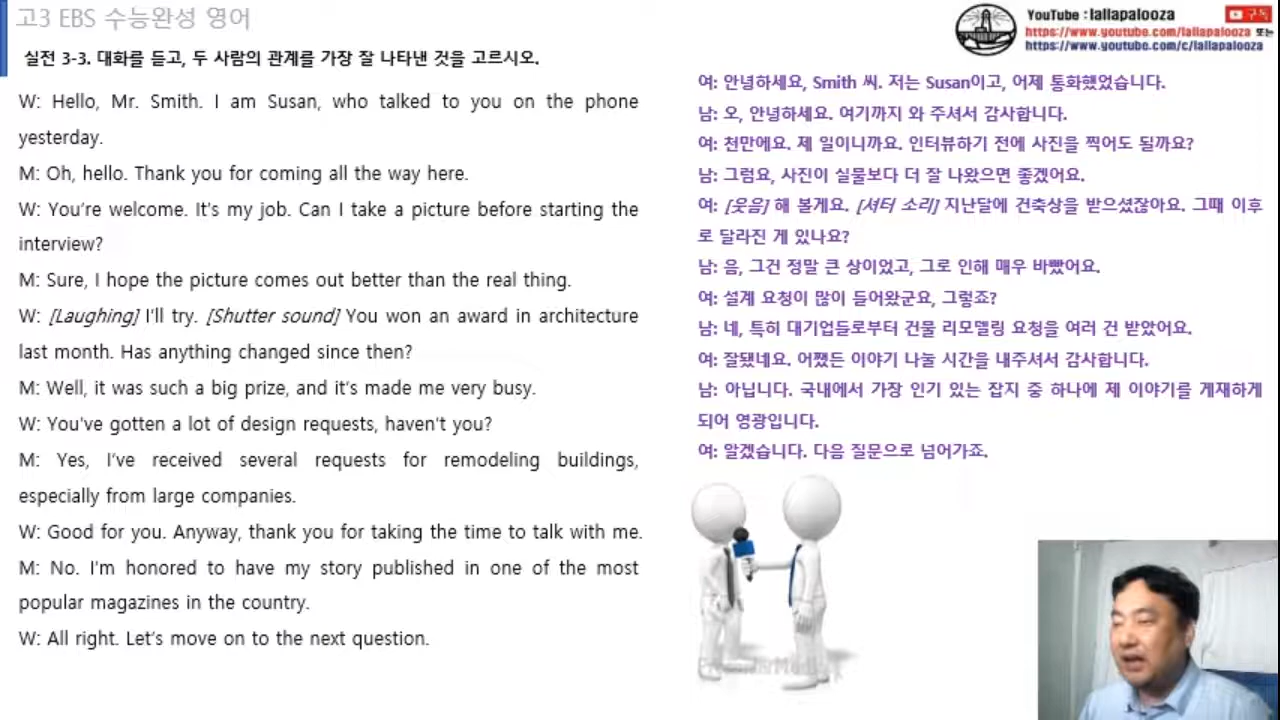 고3 EBS 수능완성 영어
YouTube : lallapalooza
구독
https://www.youtube.com/lallapalooza 또는
https://www.youtube.com/c/lallapalooza
실전 3-3. 대화를 듣고, 두 사람의 관계를 가장 잘 나타낸 것을 고르시오.
W: Hello, Mr. Smith. I am Susan, who talked to you on the phone
yesterday.
M: Oh, hello. Thank you for coming all the way here.
W: You're welcome. It's my job. Can I take a picture before starting the
interview?
M: Sure, I hope the picture comes out better than the real thing.
W: [Laughing] I'll try. [Shutter sound] You won an award in architecture
last month. Has anything changed since then?
M: Well, it was such a big prize, and it's made me very busy.
W: You've gotten a lot of design requests, haven't you?
M: Yes, I've received several requests for remodeling buildings,
especially from large companies.
W: Good for you. Anyway, thank you for taking the time to talk with me.
M: No. I'm honored to have my story published in one of the most
popular magazines in the country.
W: All right. Let's move on to the next question.
여: 안녕하세요, Smith 씨. 저는 Susan이고, 어제 통화했었습니다.
남: 오, 안녕하세요. 여기까지 와 주셔서 감사합니다.
여: 천만에요. 제 일이니까요. 인터뷰하기 전에 사진을 찍어도 될까요?
남: 그럼요, 사진이 실물보다 더 잘 나왔으면 좋겠어요.
여: [웃음] 해 볼게요. [셔터 소리] 지난달에 건축상을 받으셨잖아요. 그때 이후
로 달라진 게 있나요?
남: 음, 그건 정말 큰 상이었고, 그로 인해 매우 바빴어요.
여: 설계 요청이 많이 들어왔군요, 그렇죠?
남: 네, 특히 대기업들로부터 건물 리모델링 요청을 여러 건 받았어요.
여: 잘됐네요. 어쨌든 이야기 나눌 시간을 내주셔서 감사합니다.
남: 아닙니다. 국내에서 가장 인기 있는 잡지 중 하나에 제 이야기를 게재하게
되어 영광입니다.
여: 알겠습니다. 다음 질문으로 넘어가죠.